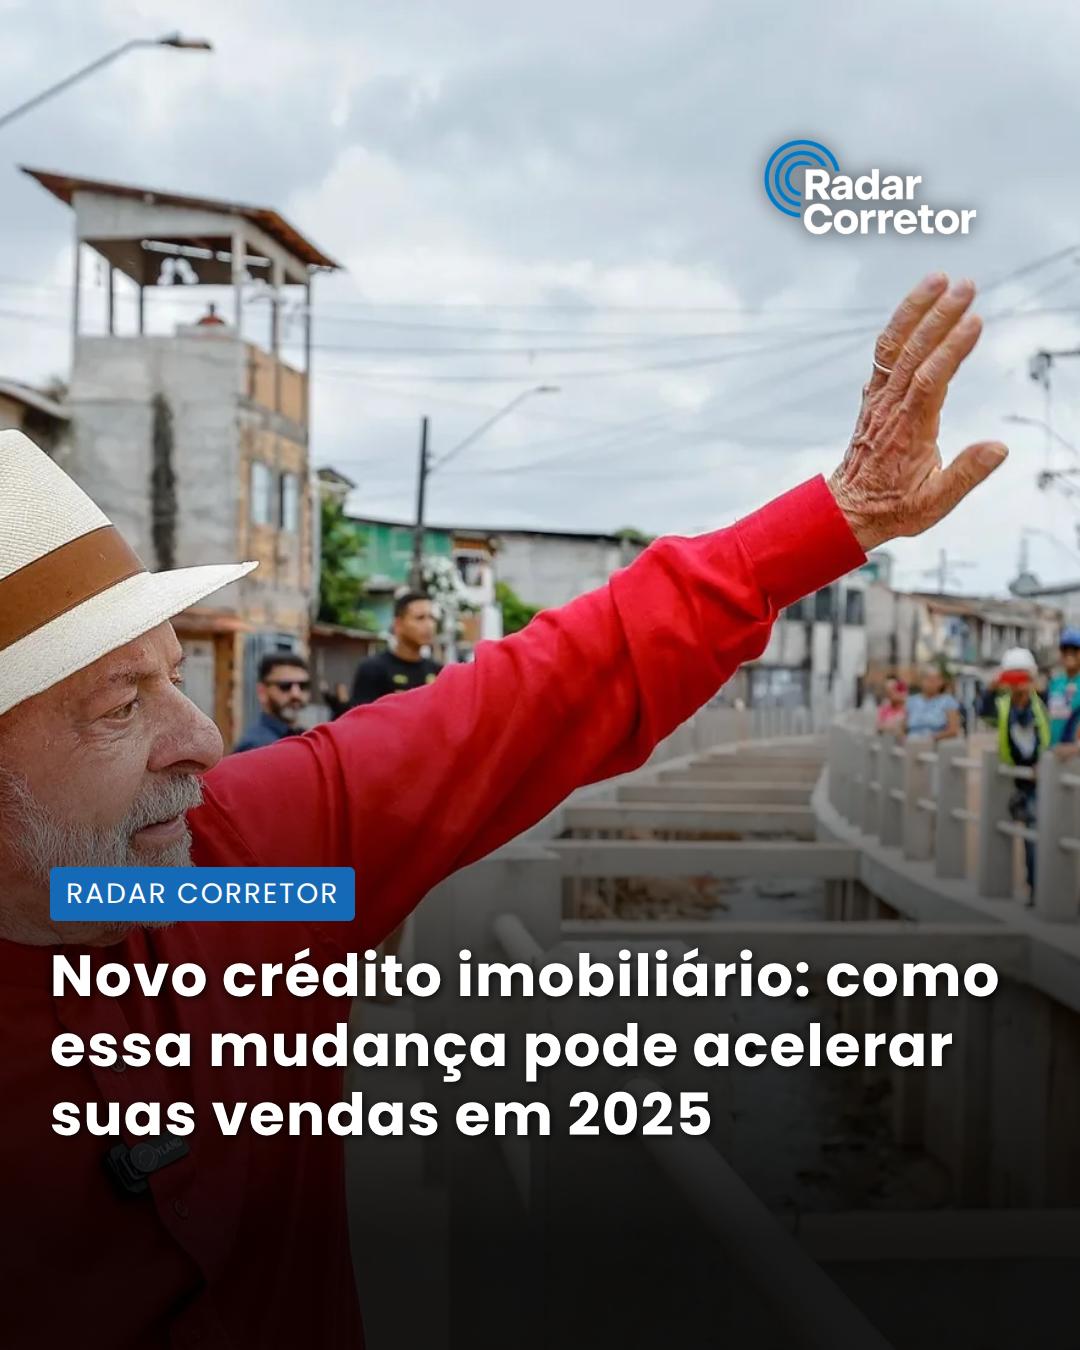 Radar
Corretor
RADAR CORRETOR
Novo crédito imobiliário: como
essa mudança pode acelerar
suas vendas em 2025